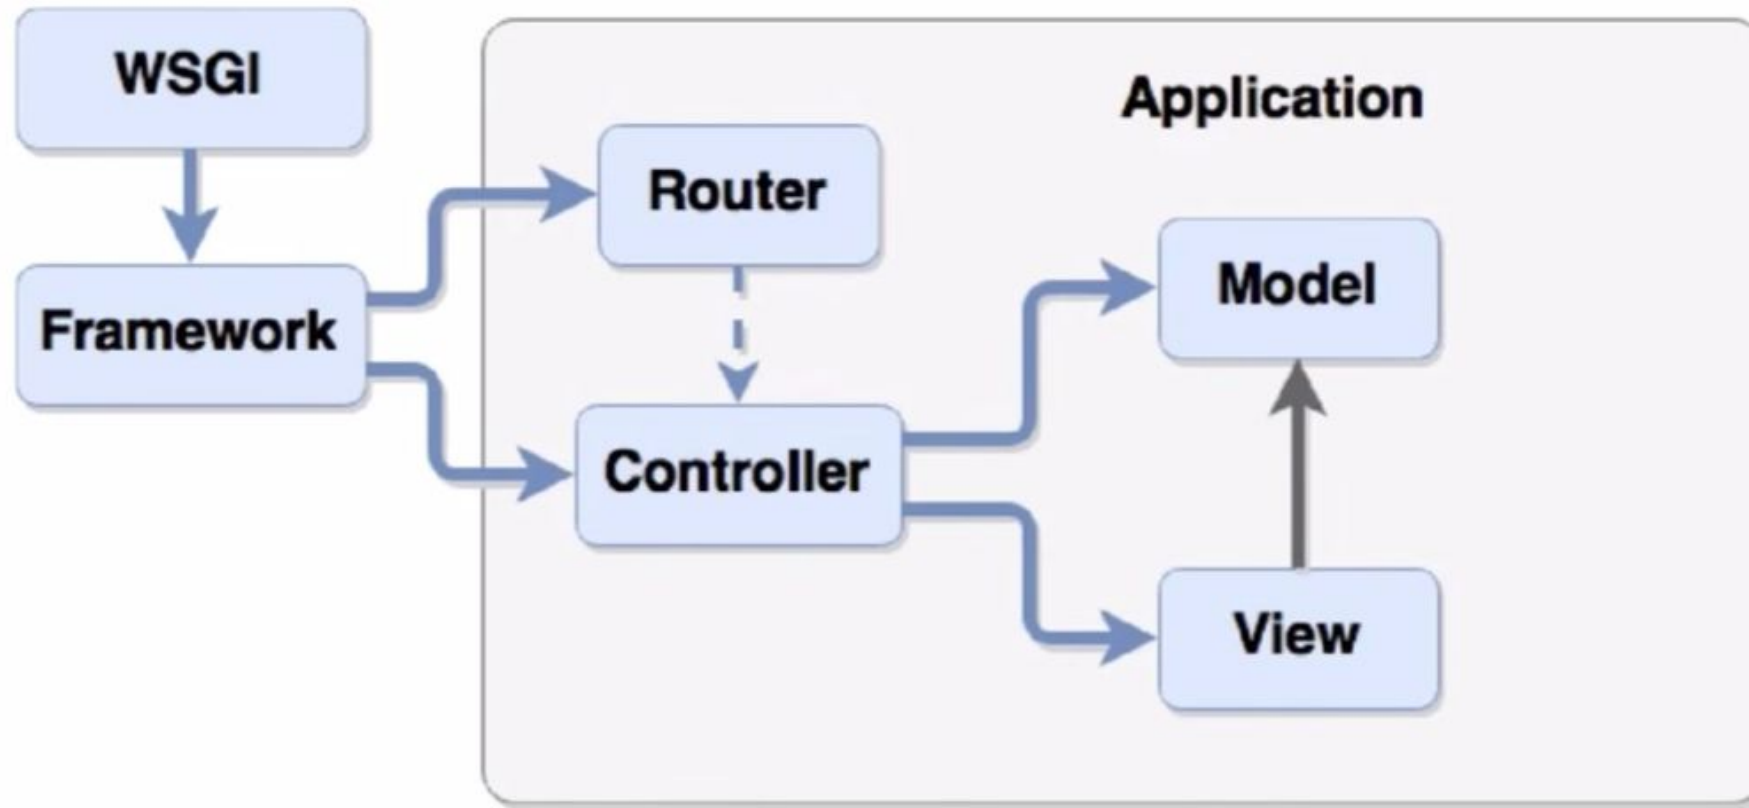 WSGI
Application
Router
Model
Framework
Controller
View